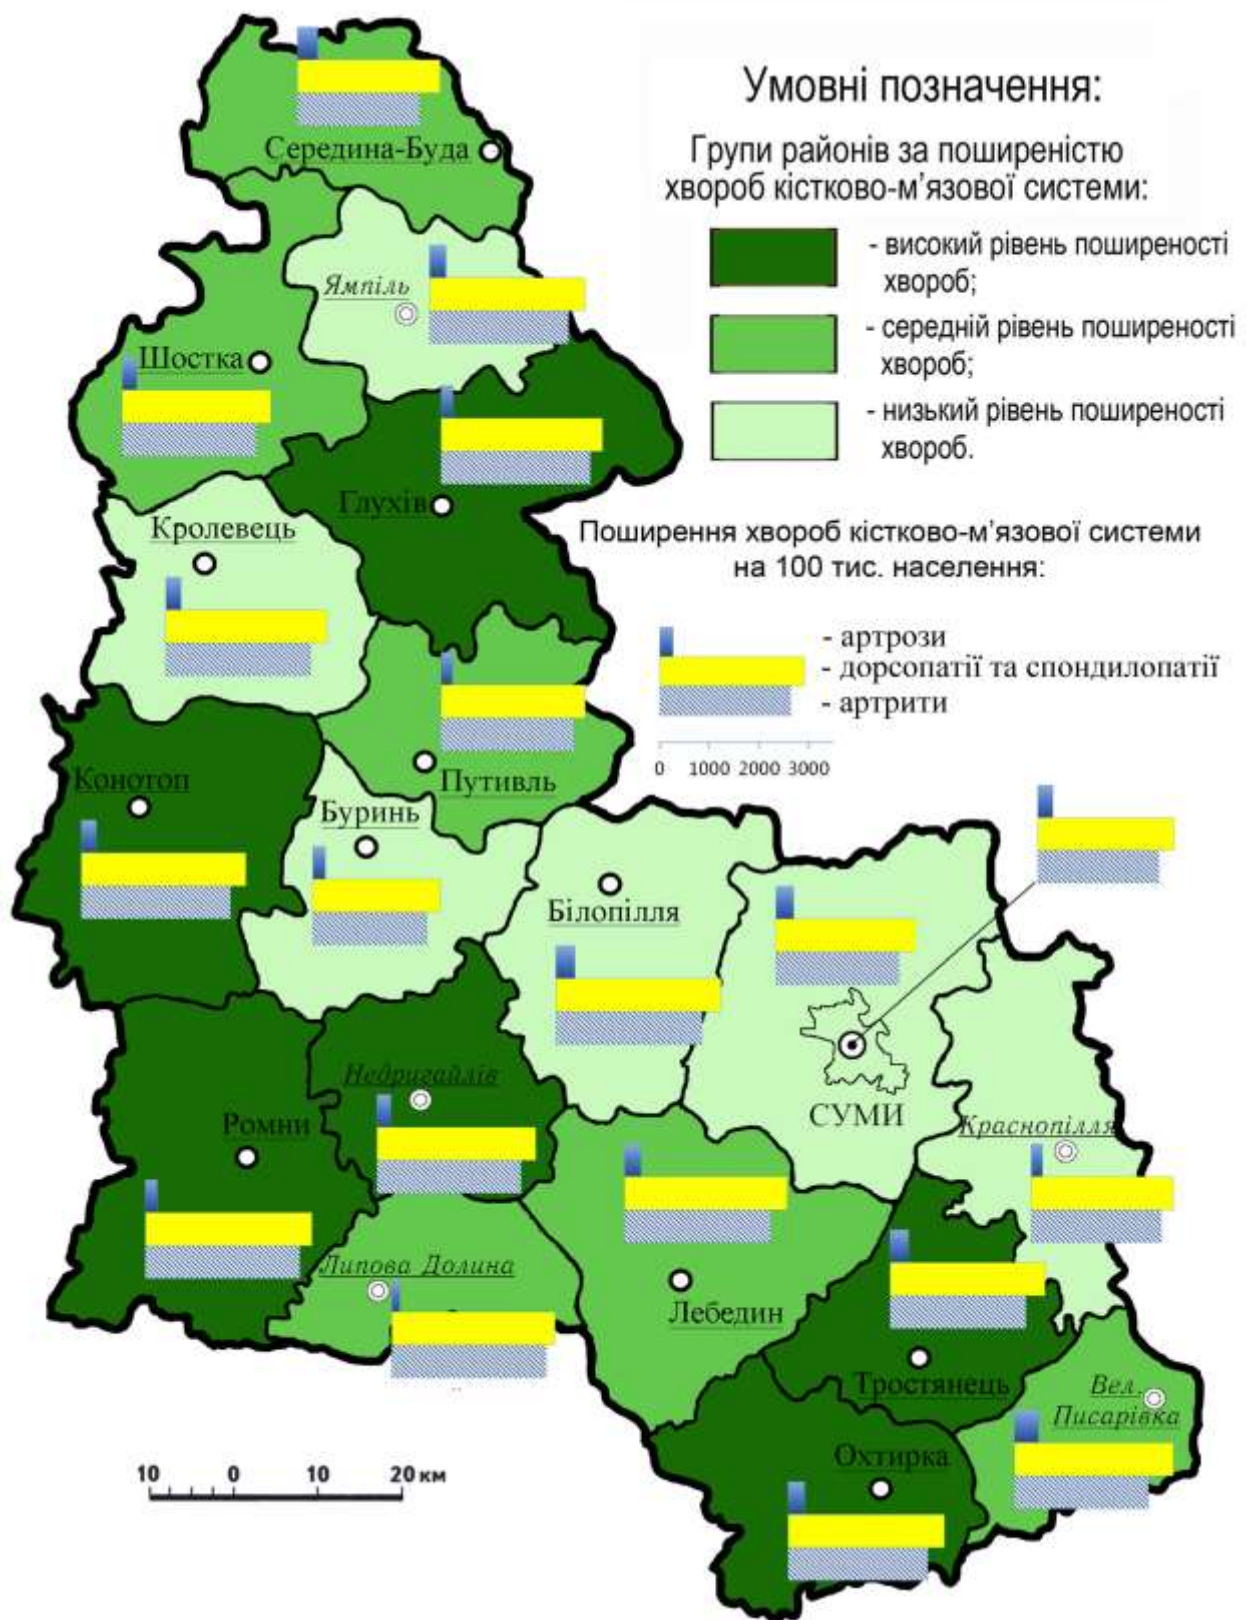 Умовні позначення:
Групи районів за поширеністю
хвороб кістково-м’язової системи:
- високий рівень поширеності
хвороб;
- середній рівень поширеності
хвороб;
- низький рівень поширеності
хвороб.
Поширення хвороб кістково-м’язової системи
на 100 тис. населення:
- артрози
- дорсопатії та спондилопатії
- артрити
0 1000 2000 3000
Середина-Буда
Ямпіль
Шостка
Глухів
Кролевець
Путивль
Конотоп
Буринь
Білопілля
СУМИ
Недригайлів
Ромни
Краснопілля
Липова Долина
Лебедин
Тростянець
Вел.
Писарівка
Охтирка
10 0 10 20 км